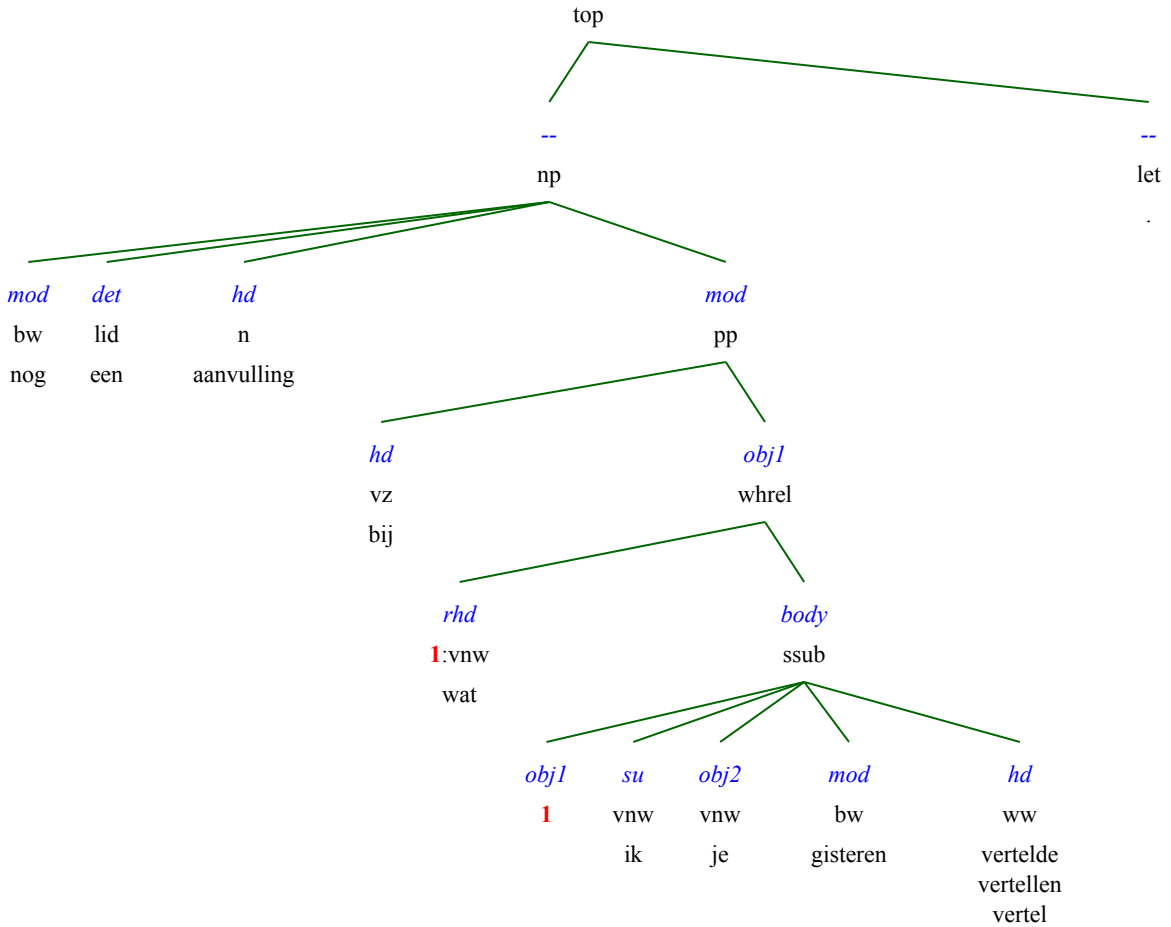 top
-- --
np let
.
mod det hd mod
bw lid n pp
nog een aanvulling
hd obj1
vz whrel
bij
rhd body
1:vnw ssub
wat
obj1 su obj2 mod hd
1 vnw vnw bw ww
ik je gisteren vertelde
vertellen
vertel